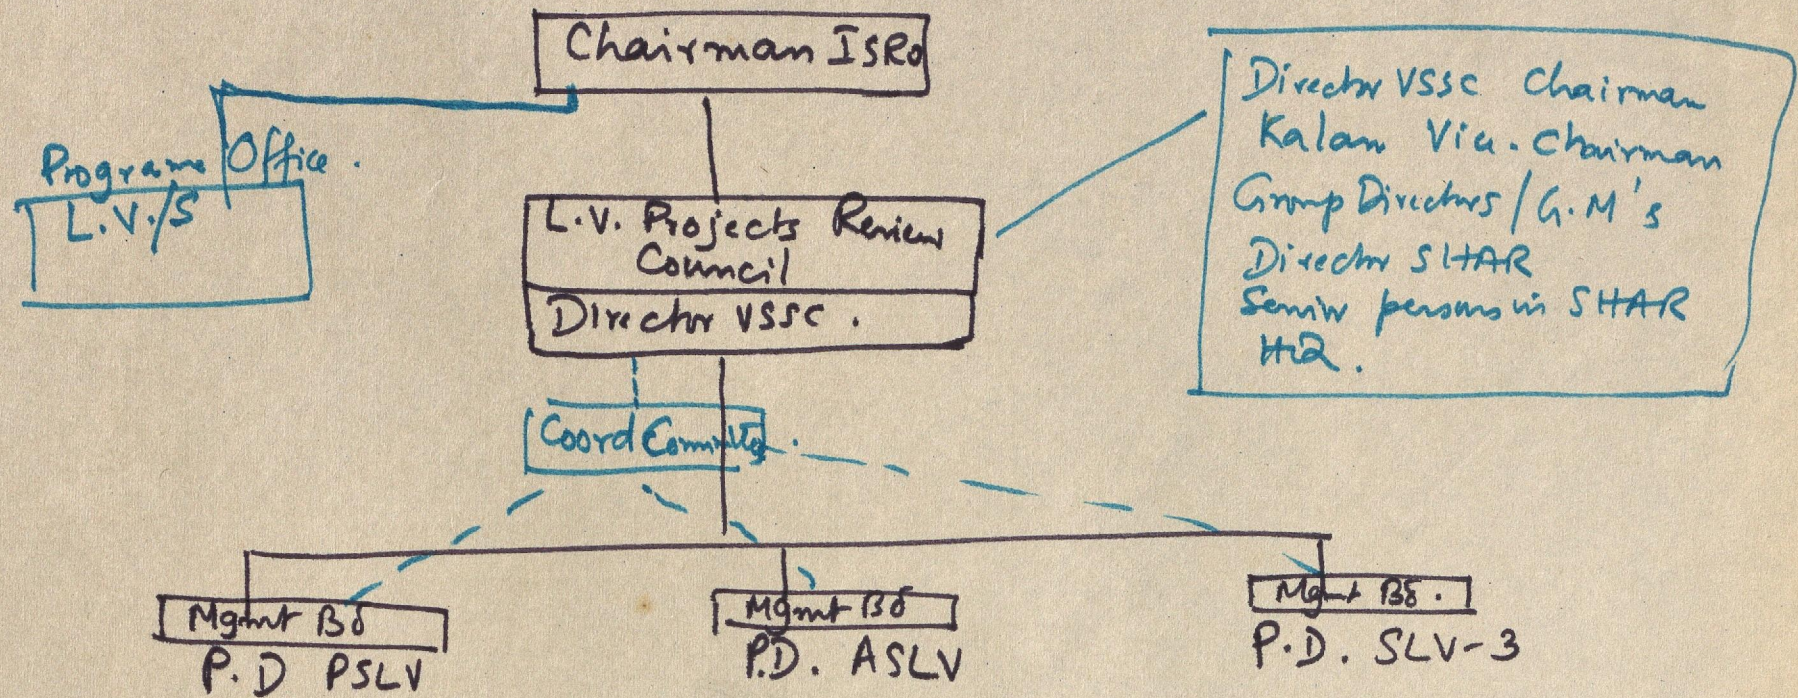 Chairman ISRO
Programe Office.
L.V./S
L.V. Projects Review
Council
Director VSSC.
Director VSSC Chairman
Kalam Vice.Chairman
Group Directors/G.M's
Director SHAR
Senior persons in SHAR
HQ.
Coord Committee.
Mgmt Bd
P.D PSLV
Mgmt Bd
P.D. ASLV
Mgmt Bd.
P.D. SLV-3